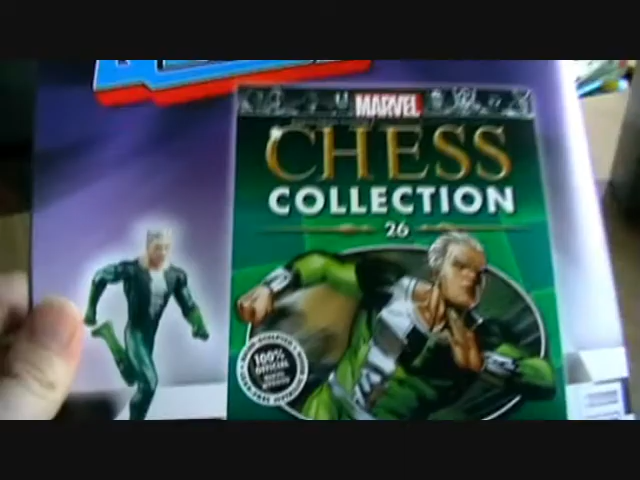 MARVEL
CHESS
COLLECTION
26
100%
OFFICIAL